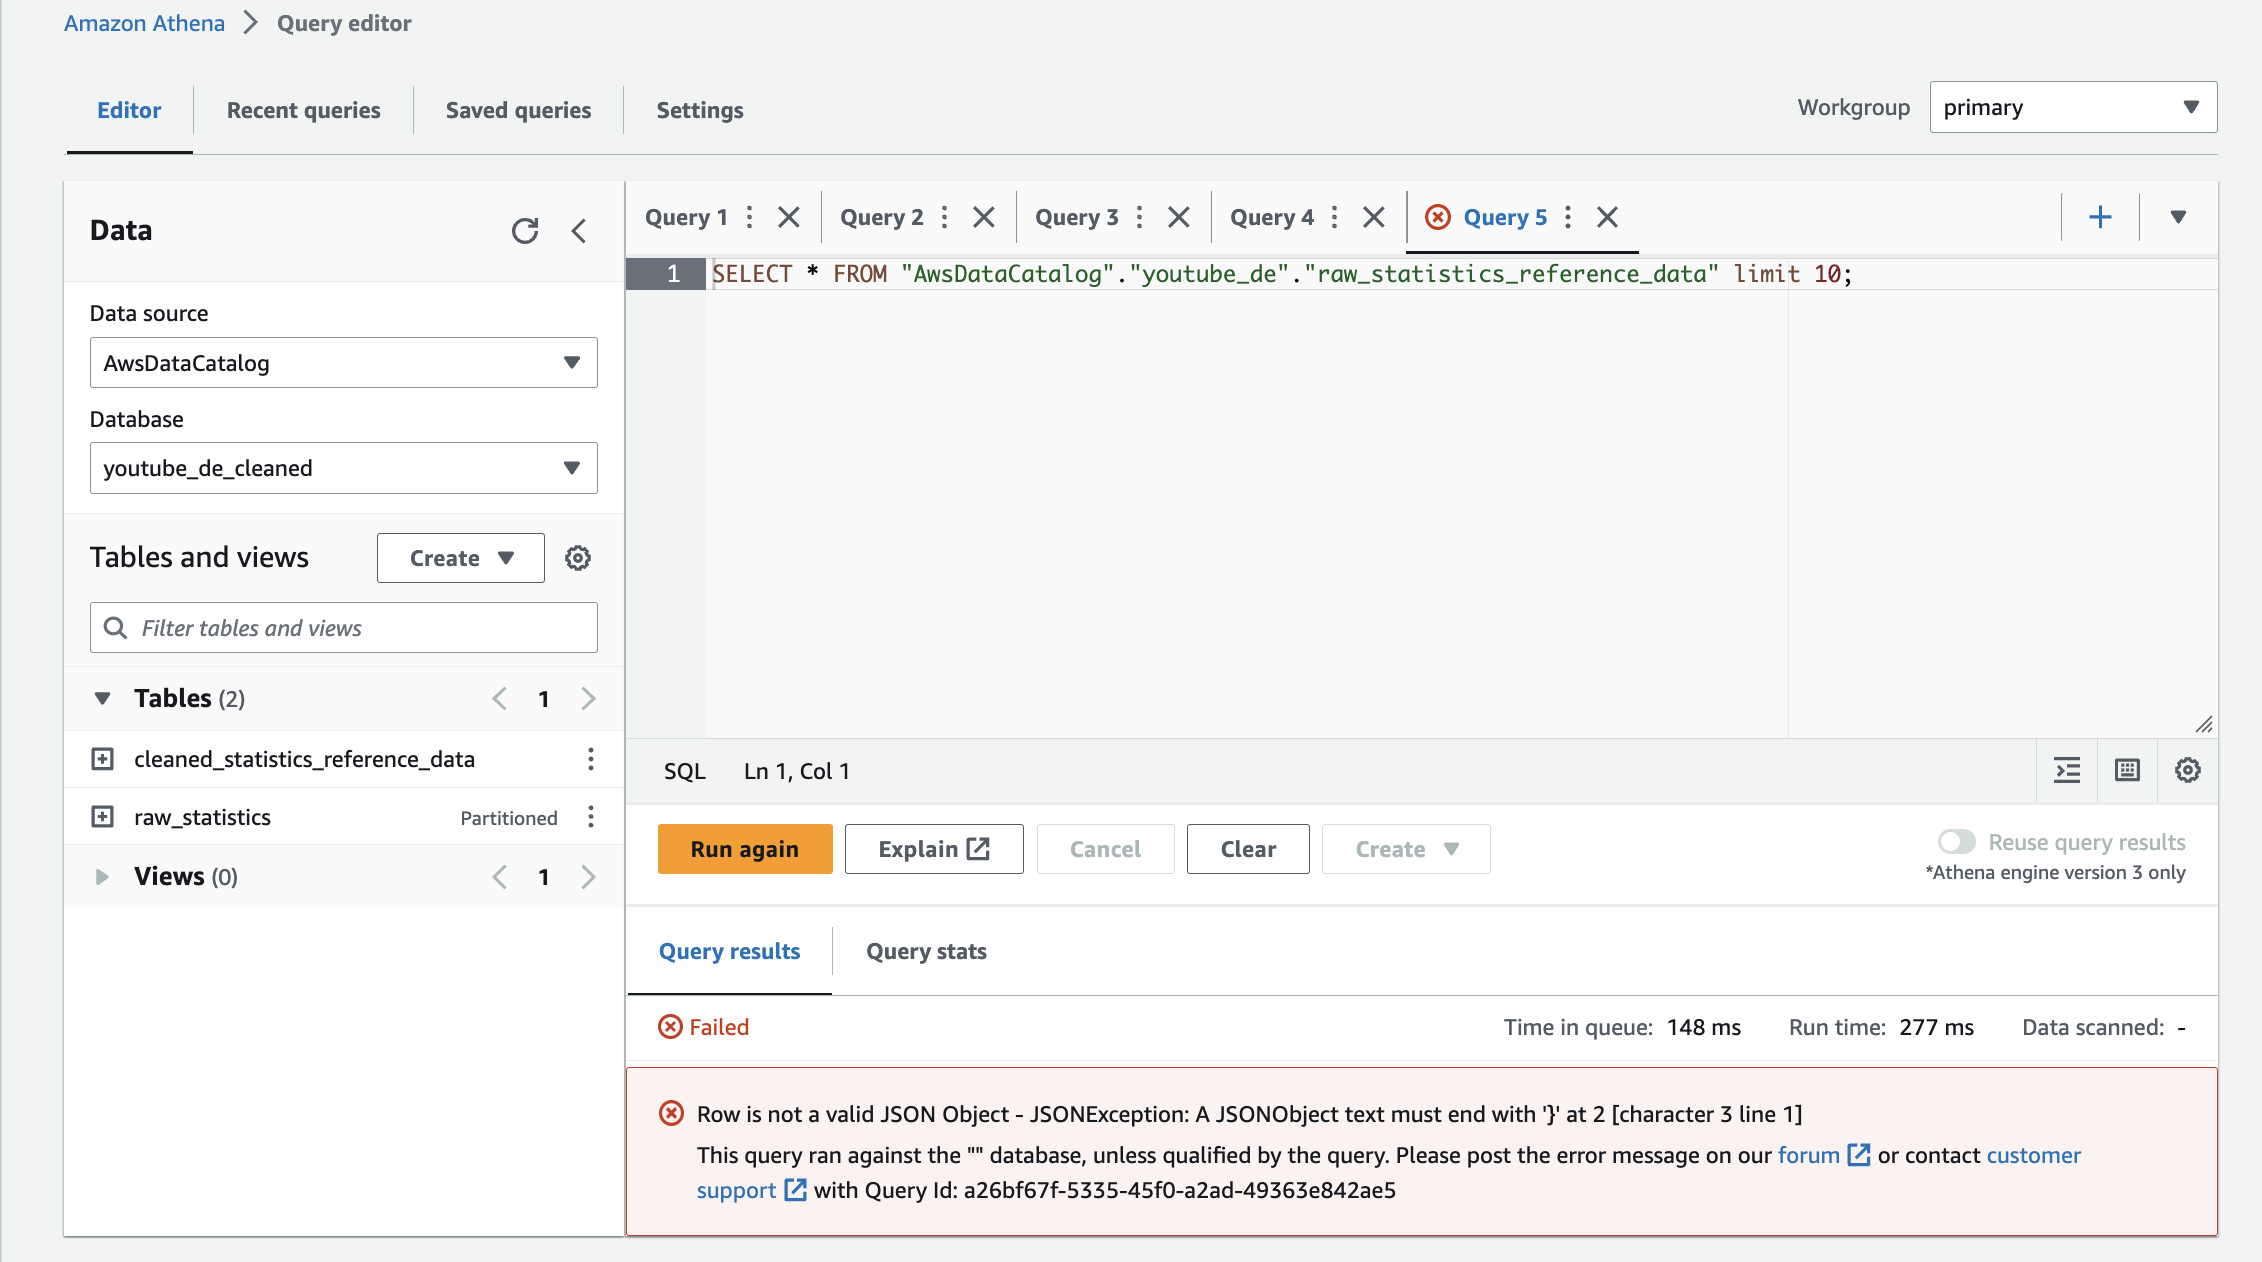 Amazon Athena > Query editor
Editor
Recent queries
Saved queries
Settings
Workgroup
primary
Data
Data source
AwsDataCatalog
Database
youtube_de_cleaned
Tables and views
Create
Filter tables and views
Tables (2)
1
cleaned_statistics_reference_data
raw_statistics
Partitioned
Views (0)
1
Query 1
Query 2
Query 3
Query 4
Query 5
1
SELECT * FROM "AwsDataCatalog"."youtube_de"."raw_statistics_reference_data" limit 10;
SQL
Ln 1, Col 1
Run again
Explain
Cancel
Clear
Create
Reuse query results
*Athena engine version 3 only
Query results
Query stats
Failed
Time in queue: 148 ms
Run time: 277 ms
Data scanned: -
Row is not a valid JSON Object - JSONException: A JSONObject text must end with '}' at 2 [character 3 line 1]
This query ran against the "" database, unless qualified by the query. Please post the error message on our forum or contact customer
support with Query Id: a26bf67f-5335-45f0-a2ad-49363e842ae5